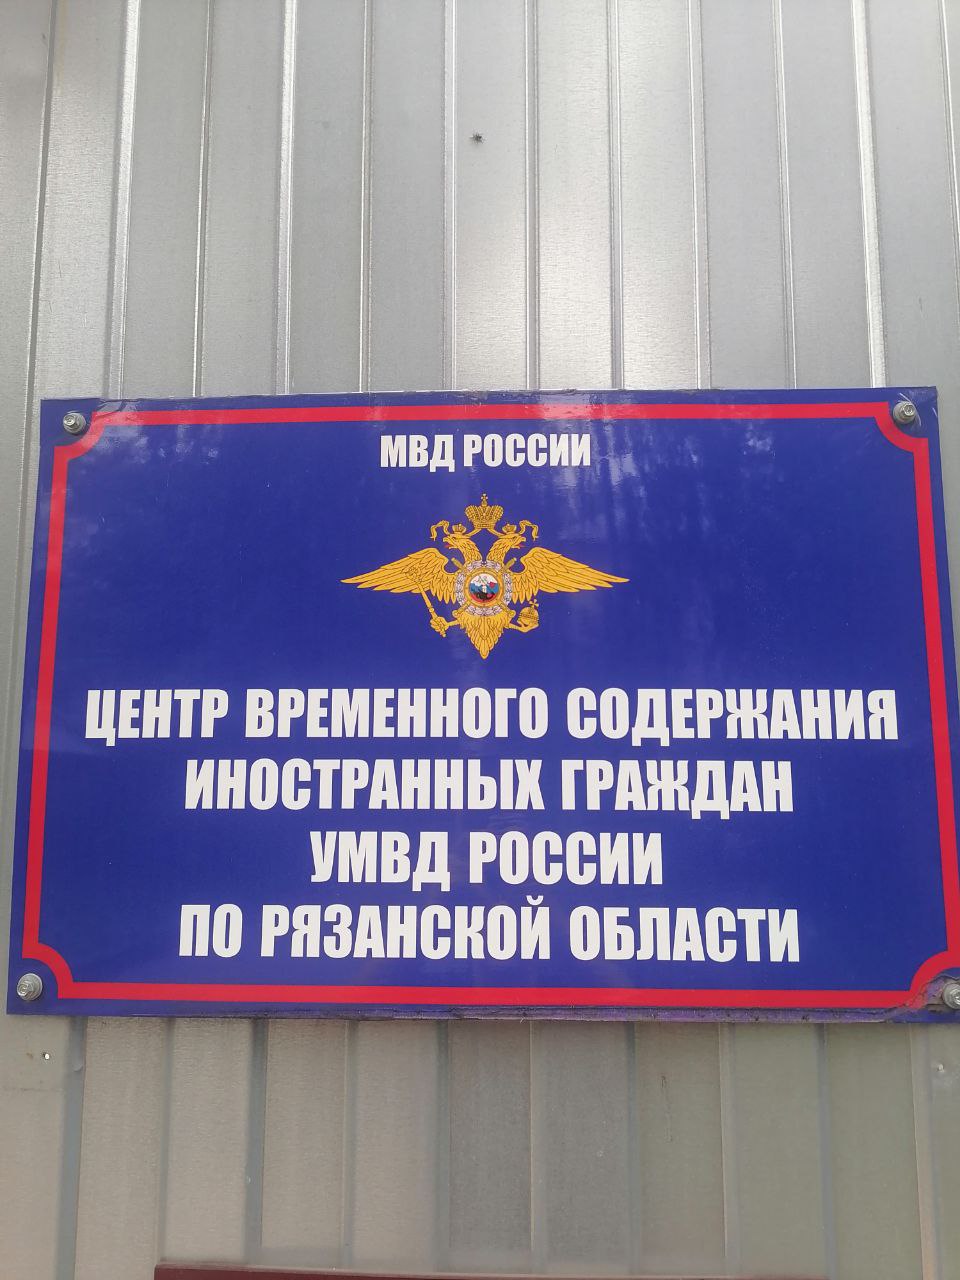 МВД РОССИИ
ЦЕНТР ВРЕМЕННОГО СОДЕРЖАНИЯ
ИНОСТРАННЫХ ГРАЖДАН
УМВД РОССИИ
ПО РЯЗАНСКОЙ ОБЛАСТИ